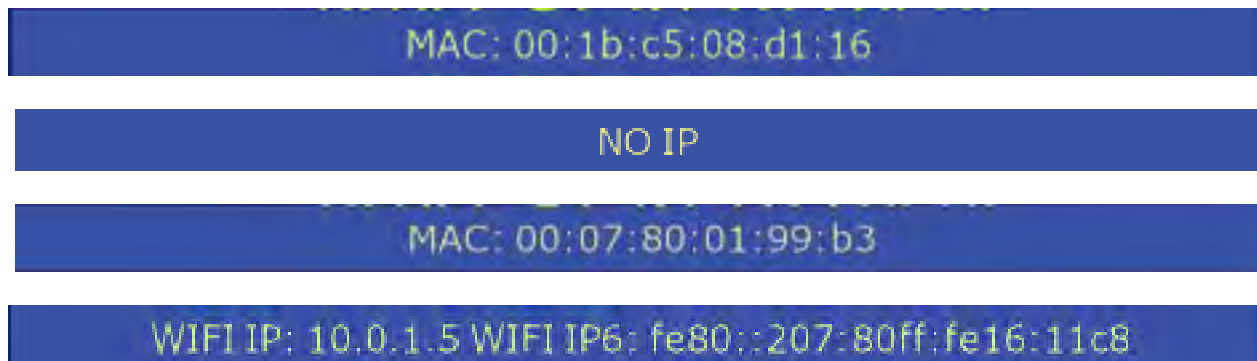 MAC: 00:1b:c5:08:d1:16
NO IP
MAC: 00:07:80:01:99:b3
WIFI IP: 10.0.1.5 WIFI IP6: fe80::207:80ff:fe16:11c8